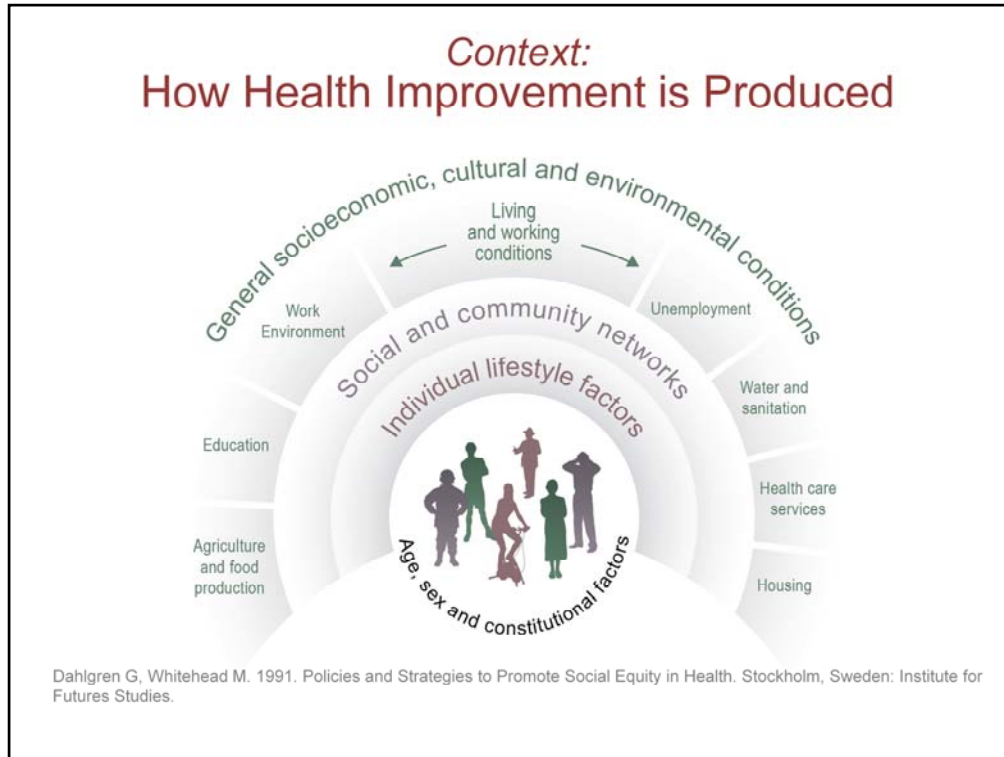 Context:
How Health Improvement is Produced
General socioeconomic, cultural and environmental conditions
Living
and working
conditions
Work
Environment
Unemployment
Social and community networks
Individual lifestyle factors
Water and
sanitation
Education
Health care
services
Agriculture
and food
production
Housing
Age, sex and constitutional factors
Dahlgren G, Whitehead M. 1991. Policies and Strategies to Promote Social Equity in Health. Stockholm, Sweden: Institute for
Futures Studies.